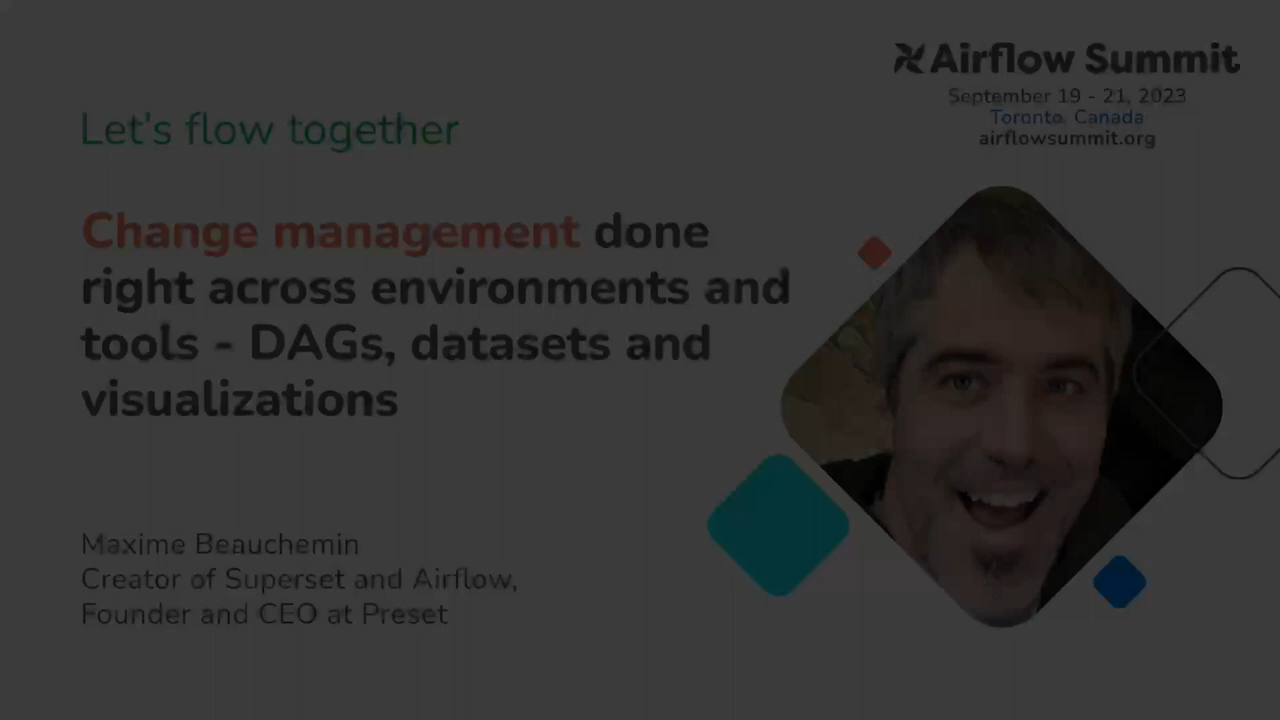 Airflow Summit
September 19 - 21, 2023
Toronto, Canada
airflowsummit.org
Let's flow together
Change management done
right across environments and
tools - DAGs, datasets and
visualizations
Maxime Beauchemin
Creator of Superset and Airflow,
Founder and CEO at Preset